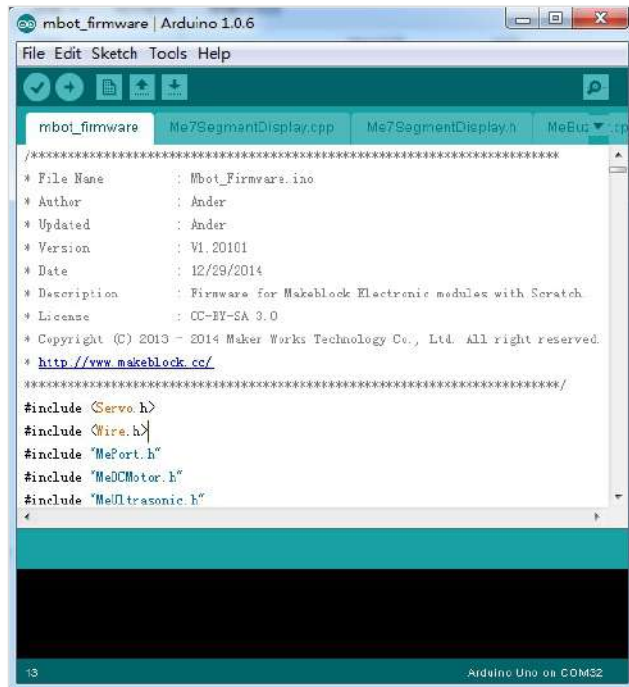 mbot_firmware | Arduino 1.0.6
File Edit Sketch Tools Help
mbot_firmware Me7SegmentDisplay.cpp Me7SegmentDisplay.h
/*******************************************************************
* File Name : Mbot_Firmware.ino
* Author : Ander
* Updated : Ander
* Version : V1.20101
* Date : 12/29/2014
* Description : Firmware for Makeblock Electronic modules with Scratch.
* License : CC-BY-SA 3.0
* Copyright (C) 2013 - 2014 Maker Works Technology Co., Ltd. All right reserved.
* http://www.makeblock.cc/
*******************************************************************/
#include <Servo.h>
#include <Wire.h>
#include "MePort.h"
#include "MeDCMotor.h"
#include "MeUltrasonic.h"
13 Arduino Uno on COM32